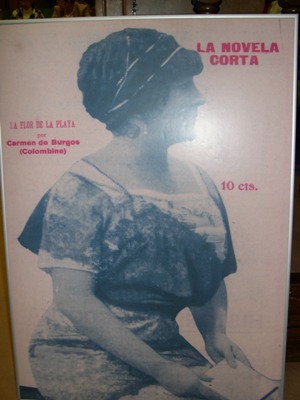 LA NOVELA
CORTA
LA FLOR DE LA PLAYA
por
Carmen de Burgos
(Colombine)
10 cts.